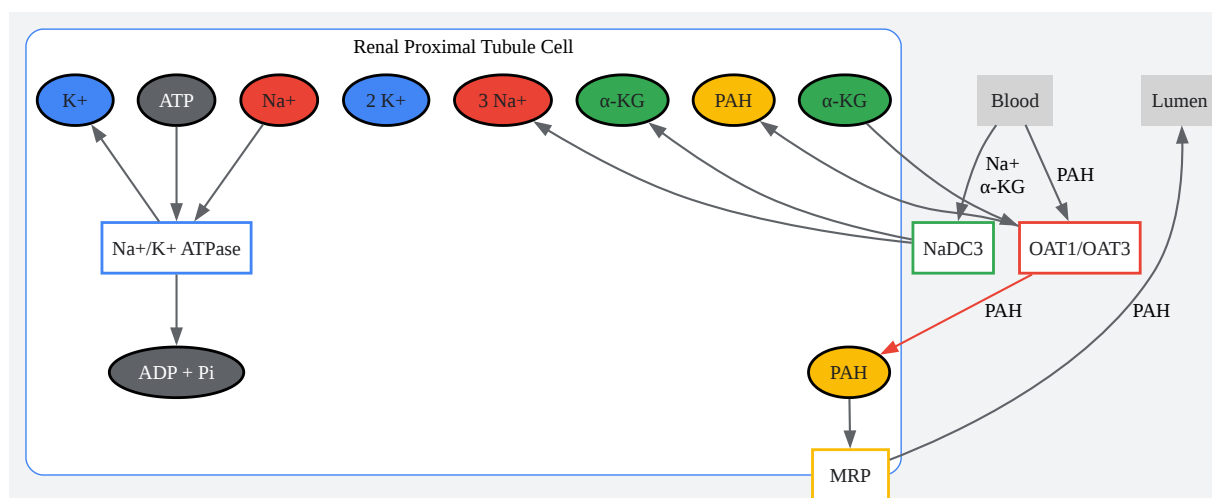 Renal Proximal Tubule Cell
K+
ATP
Na+
2 K+
3 Na+
α-KG
PAH
α-KG
Blood
Lumen
Na+
α-KG
PAH
Na+/K+ ATPase
NaDC3
OAT1/OAT3
PAH
PAH
ADP + Pi
PAH
MRP